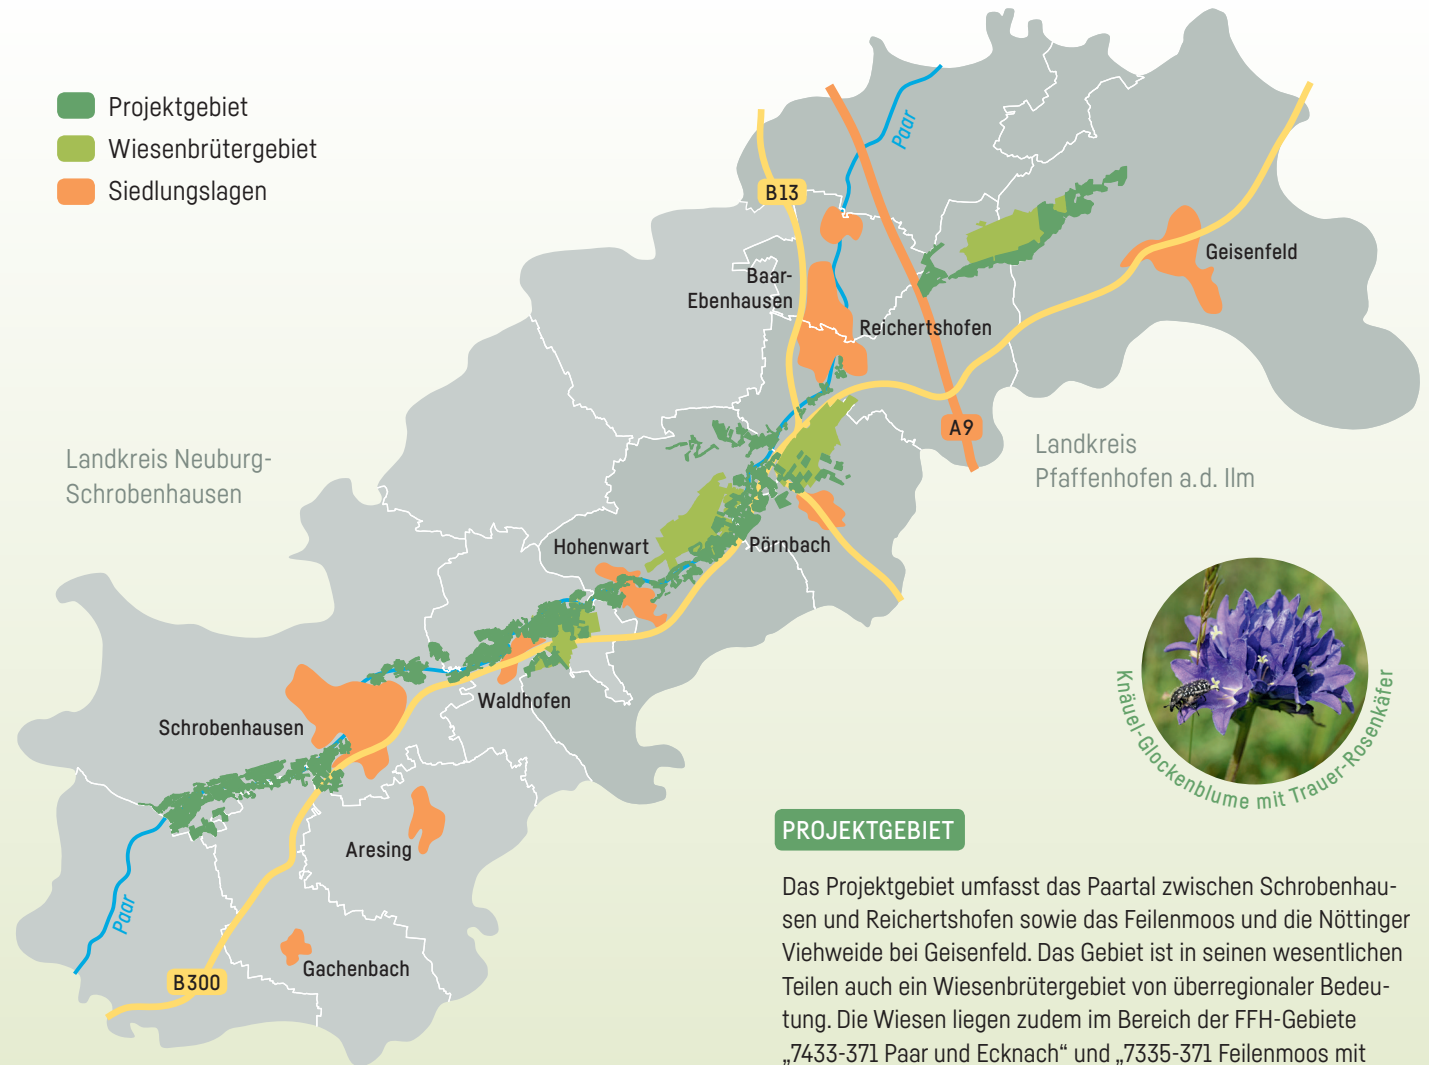 Projektgebiet
Wiesenbrütergebiet
Siedlungslagen
Paar
B13
Geisenfeld
Baar-
Ebenhausen
Reichertshofen
A9
Landkreis Neuburg-
Schrobenhausen
Landkreis
Pfaffenhofen a.d. Ilm
Hohenwart
Pörnbach
Waldhofen
Schrobenhausen
Knäuel-Glockenblume mit Trauer-Rosenkäfer
Aresing
Paar
Gachenbach
B300
PROJEKTGEBIET
Das Projektgebiet umfasst das Paartal zwischen Schrobenhau-
sen und Reichertshofen sowie das Feilenmoos und die Nöttinger
Viehweide bei Geisenfeld. Das Gebiet ist in seinen wesentlichen
Teilen auch ein Wiesenbrütergebiet von überregionaler Bedeu-
tung. Die Wiesen liegen zudem im Bereich der FFH-Gebiete
„7433-371 Paar und Ecknach“ und „7335-371 Feilenmoos mit